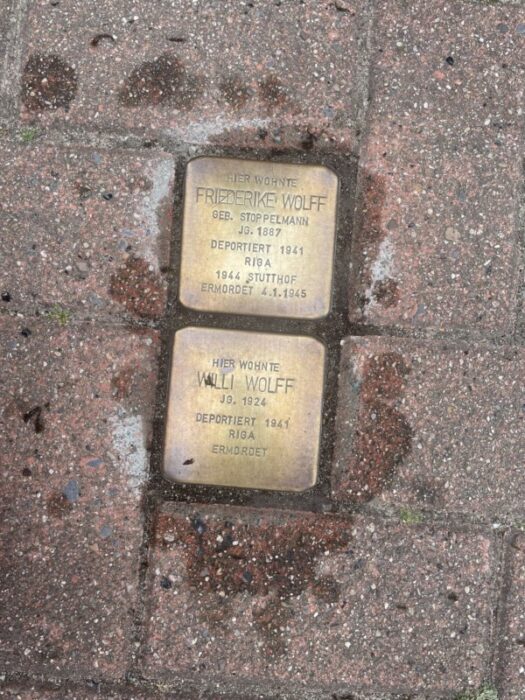 HIER WOHNTE
FRIEDERIKE WOLFF
GEB. STOPPELMANN
JG. 1887
DEPORTIERT 1941
RIGA
1944 STUTTHOF
ERMORDET 4.1.1945
HIER WOHNTE
WILLI WOLFF
JG. 1924
DEPORTIERT 1941
RIGA
ERMORDET